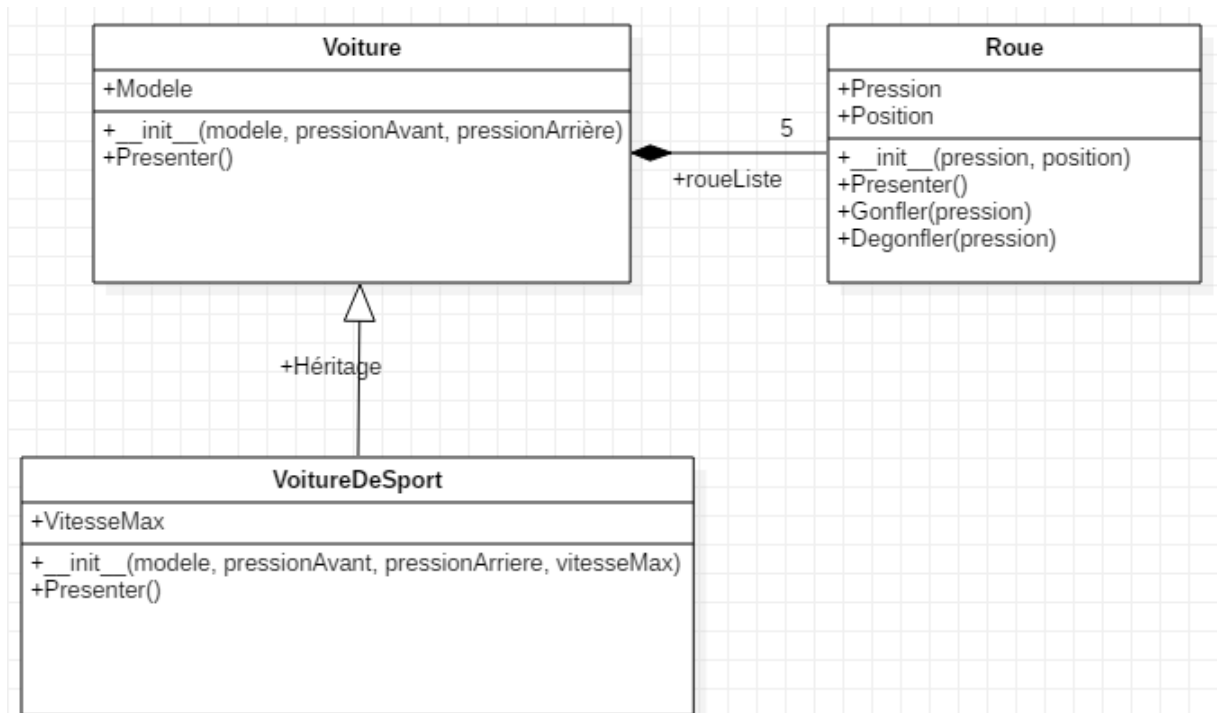 Voiture
+Modele
+__init__(modele, pressionAvant, pressionArrière)
+Presenter()
Roue
+Pression
+Position
+__init__(pression, position)
+Presenter()
+Gonfler(pression)
+Degonfler(pression)
5
+roueListe
+Héritage
VoitureDeSport
+VitesseMax
+__init__(modele, pressionAvant, pressionArriere, vitesseMax)
+Presenter()